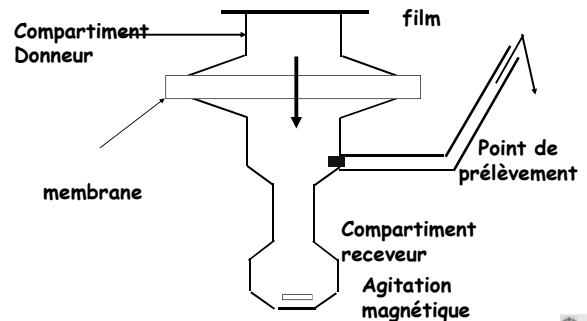 film
Compartiment
Donneur
Point de
prélèvement
membrane
Compartiment
receveur
Agitation
magnétique